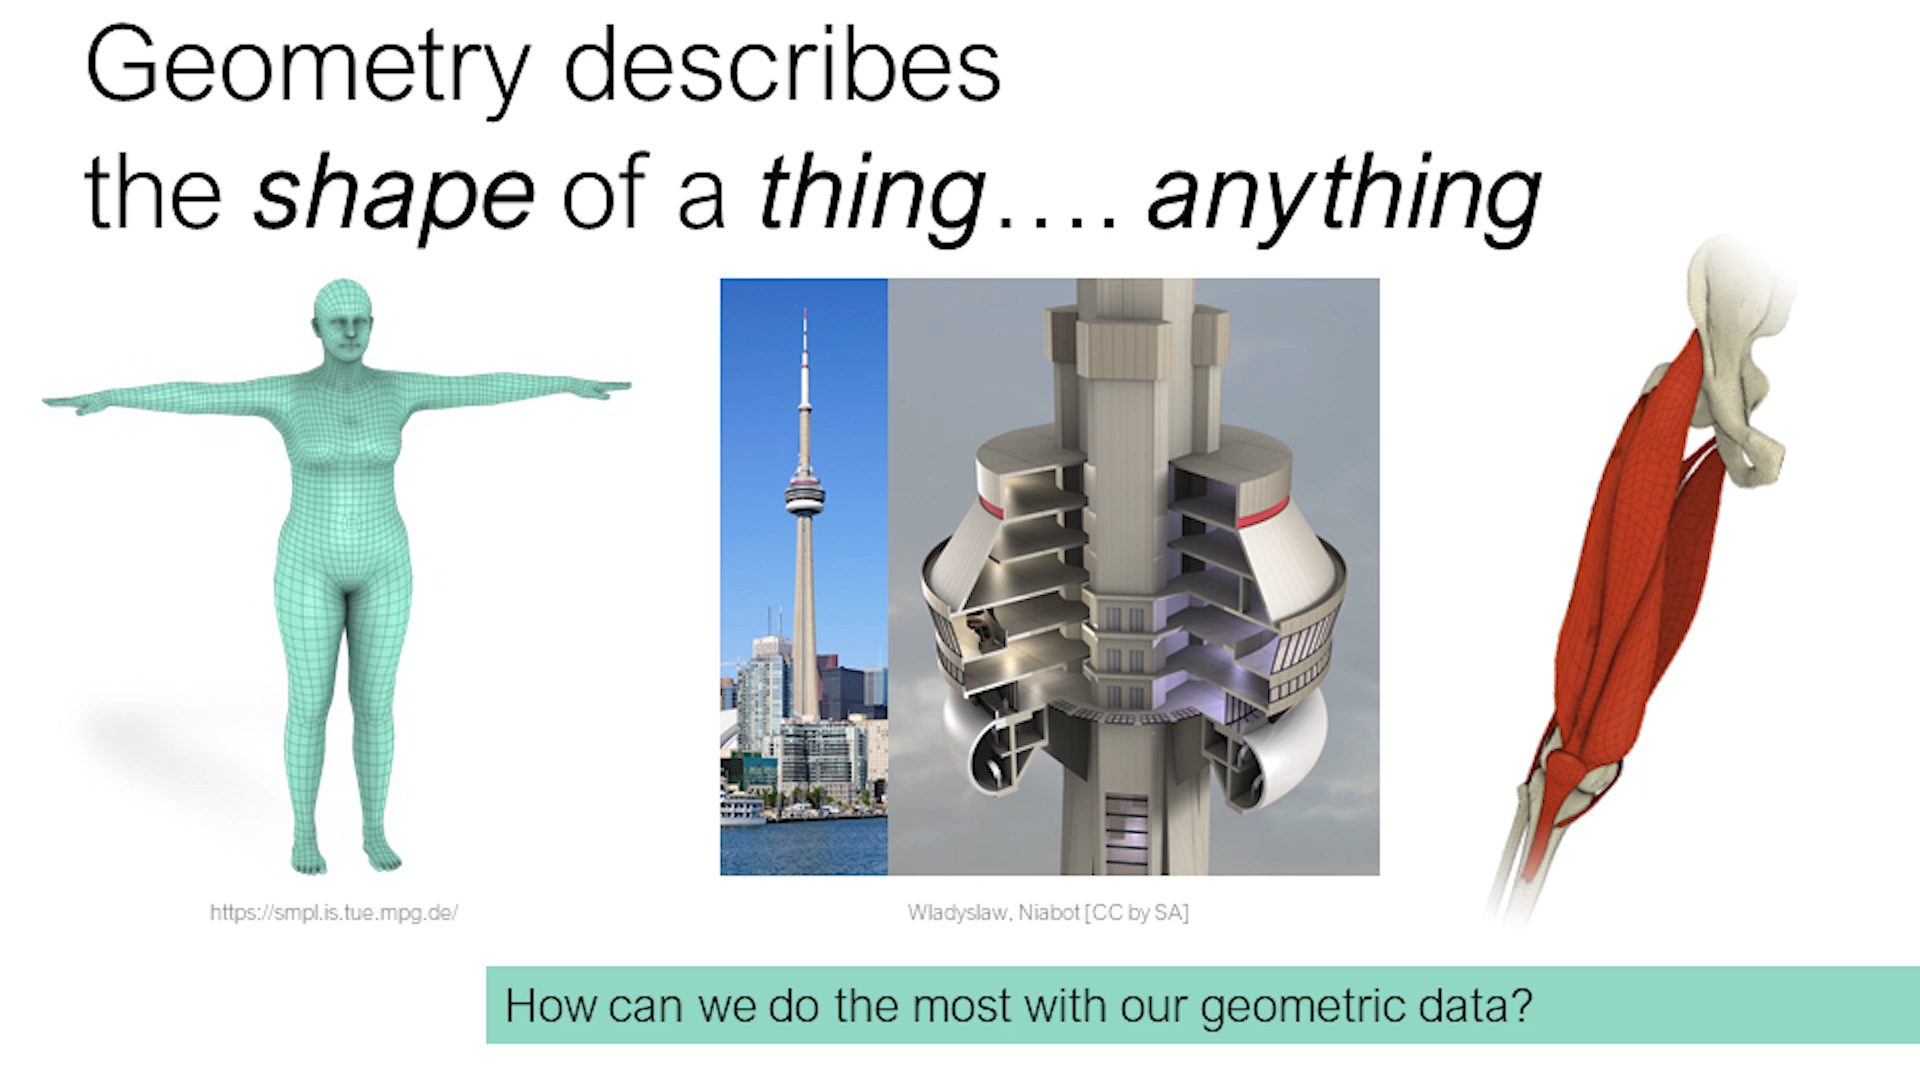 Geometry describes
the shape of a thing.... anything
https://smpl.is.tue.mpg.de/
Wladyslaw, Niabot [CC by SA]
How can we do the most with our geometric data?